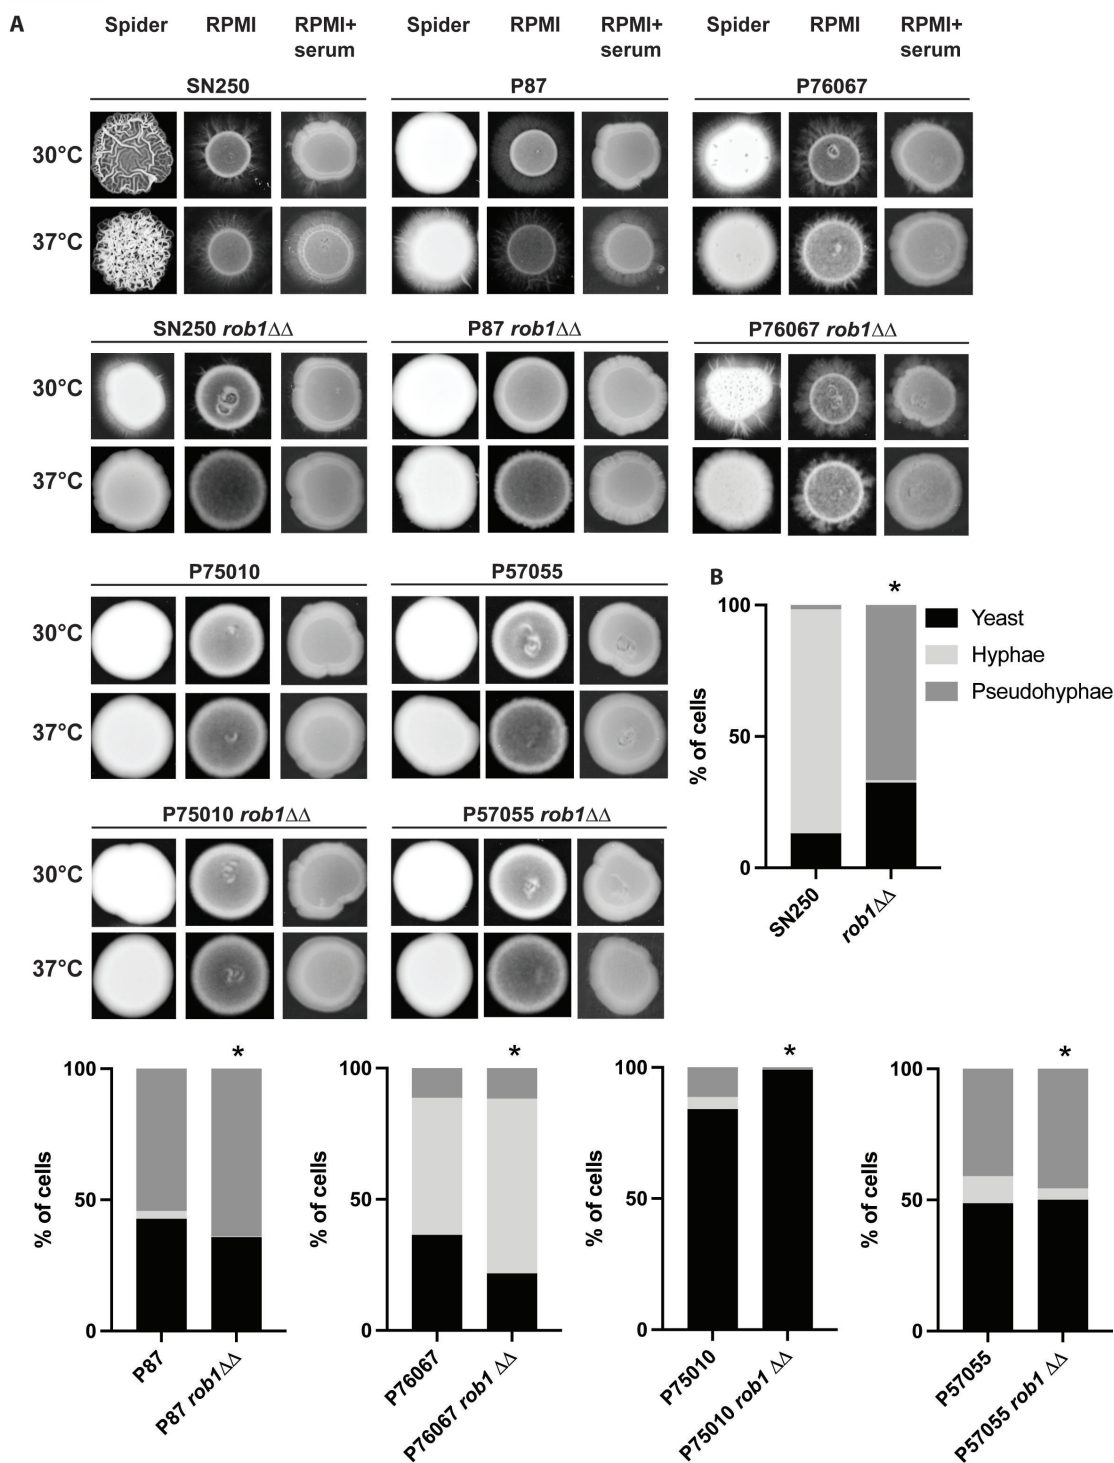 A
Spider RPMI RPMI+ serum Spider RPMI RPMI+ serum Spider RPMI RPMI+ serum
SN250 P87 P76067
30°C
37°C
SN250 rob1ΔΔ P87 rob1ΔΔ P76067 rob1ΔΔ
30°C
37°C
P75010 P57055
30°C
37°C
P75010 rob1ΔΔ P57055 rob1ΔΔ
30°C
37°C
B
*
100
50
0
% of cells
Yeast
Hyphae
Pseudohyphae
SN250
rob1ΔΔ
*
100
50
0
% of cells
P87
P87 rob1ΔΔ
*
100
50
0
% of cells
P76067
P76067 rob1 ΔΔ
*
100
50
0
% of cells
P75010
P75010 rob1 ΔΔ
*
100
50
0
% of cells
P57055
P57055 rob1 ΔΔ